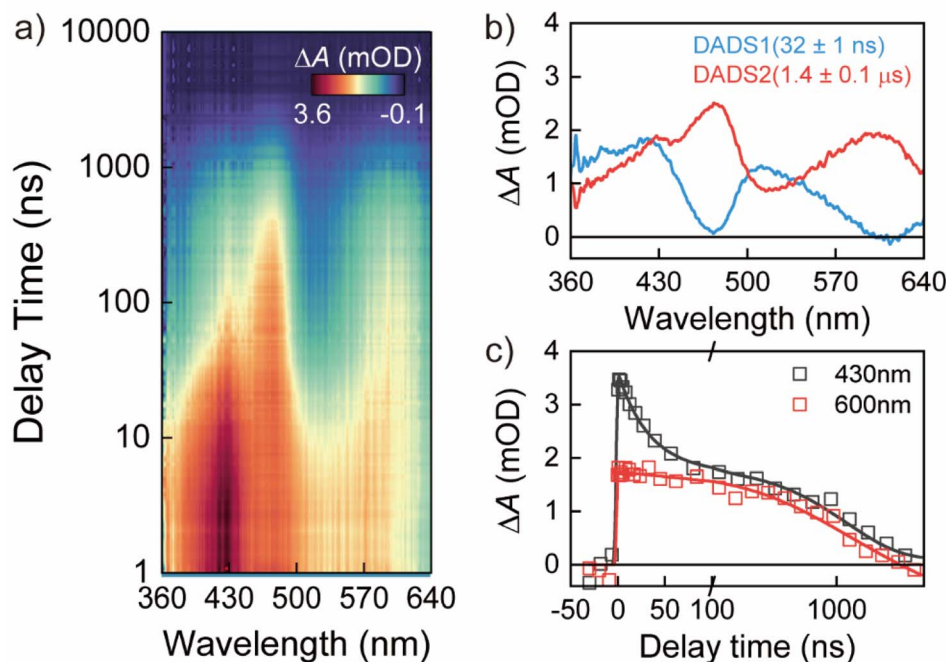 a)
10000
1000
100
10
1
Delay Time (ns)
ΔA (mOD)
3.6 -0.1
360 430 500 570 640
Wavelength (nm)
b)
4
3
2
1
0
ΔA (mOD)
DADS1(32 ± 1 ns)
DADS2(1.4 ± 0.1 μs)
360 430 500 570 640
Wavelength (nm)
c)
4
3
2
1
0
ΔA (mOD)
430nm
600nm
-50 0 50 100 1000
Delay time (ns)